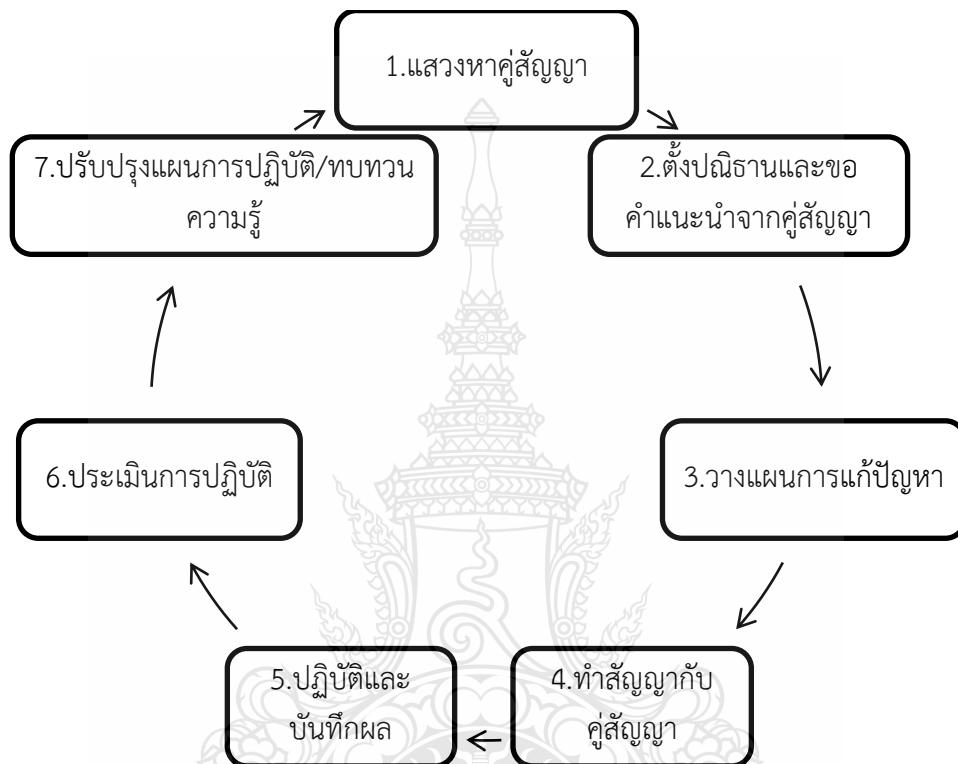 1.แสวงหาคู่สัญญา
2.ตั้งปณิธานและขอ
คำแนะนำจากคู่สัญญา
3.วางแผนการแก้ปัญหา
4.ทำสัญญากับ
คู่สัญญา
5.ปฏิบัติและ
บันทึกผล
6.ประเมินการปฏิบัติ
7.ปรับปรุงแผนการปฏิบัติ/ทบทวน
ความรู้